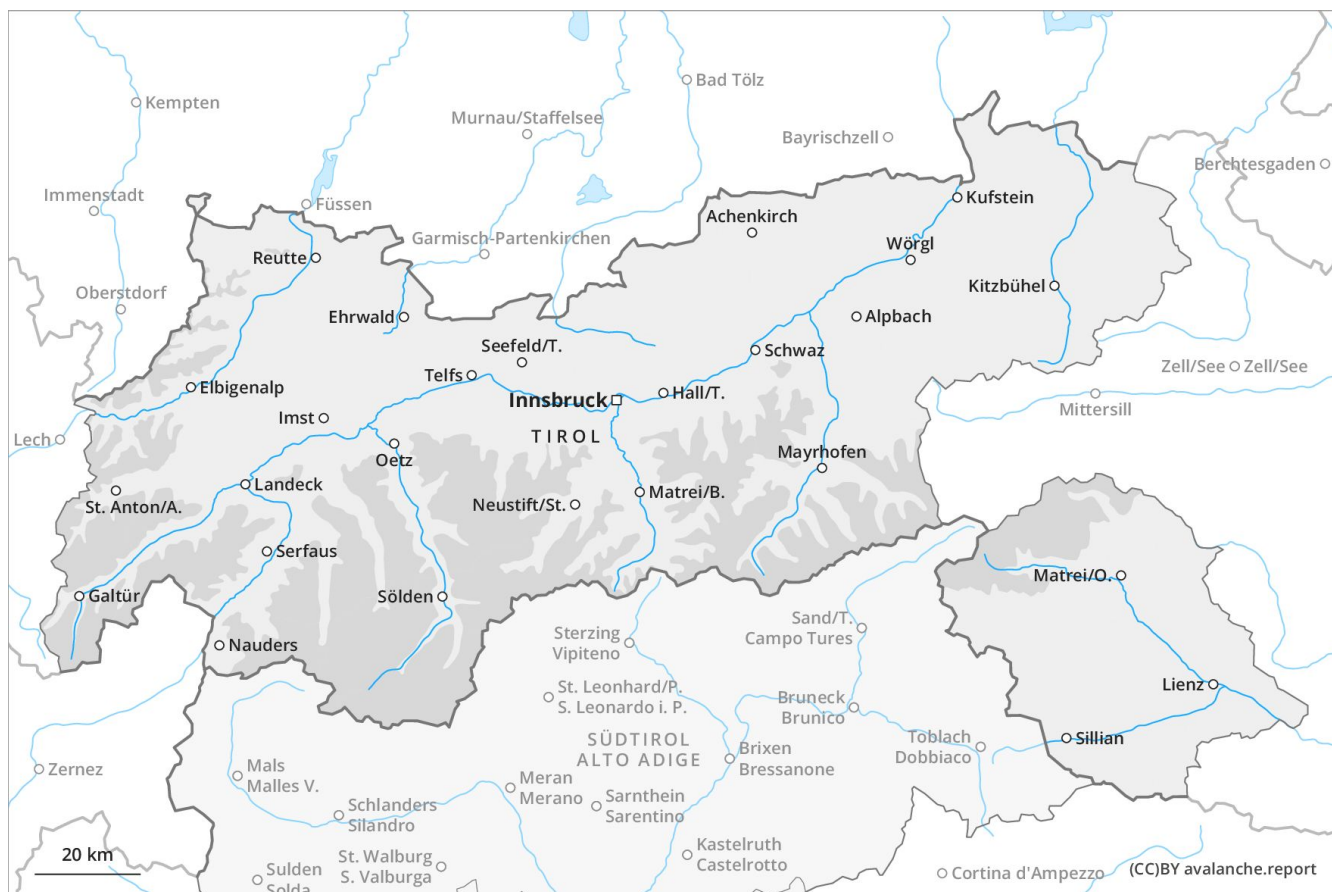 Bad Tölz
Kempten
Murnau/Staffelsee
Bayrischzell
Berchtesgaden
Immenstadt
Füssen
Kufstein
Achenkirch
Garmisch-Partenkirchen
Wörgl
Reutte
Kitzbühel
Oberstdorf
Ehrwald
Alpbach
Seefeld/T.
Schwaz
Telfs
Zell/See
Zell/See
Elbigenalp
Innsbruck
Hall/T.
Mittersill
Imst
Lech
TIROL
Oetz
Mayrhofen
Landeck
Matrei/B.
St. Anton/A.
Neustift/St.
Serfaus
Matrei/O.
Galtür
Sölden
Sand/T.
Campo Tures
Sterzing
Vipiteno
Nauders
Lienz
St. Leonhard/P.
S. Leonardo i. P.
Bruneck
Brunico
Sillian
SÜDTIROL
ALTO ADIGE
Toblach
Dobbiaco
Brixen
Bressanone
Zernez
Mals
Malles V.
Meran
Merano
Sarnthein
Sarentino
Schlanders
Silandro
20 km
St. Walburg
S. Valburga
Kastelruth
Castelrotto
Sulden
Solda
Cortina d'Ampezzo
(CC)BY avalanche.report